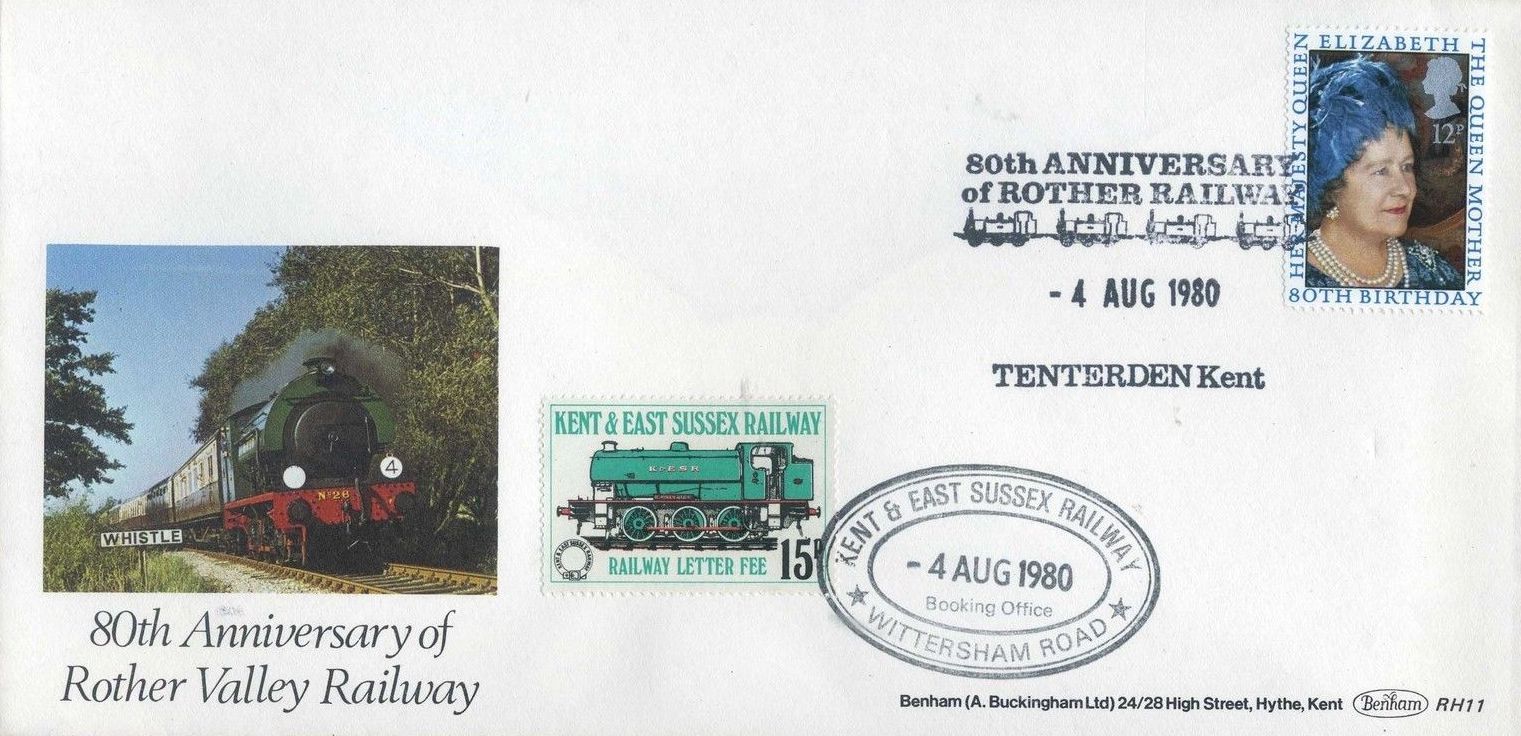 HER MAJESTY QUEEN
ELIZABETH
THE QUEEN MOTHER
12P
80TH BIRTHDAY
80th ANNIVERSARY
of ROTHER RAILWAY
- 4 AUG 1980
TENTERDEN Kent
4
No 26
WHISTLE
80th Anniversary of
Rother Valley Railway
KENT & EAST SUSSEX RAILWAY
K & E S R
RAILWAY LETTER FEE
15P
KENT & EAST SUSSEX RAILWAY
- 4 AUG 1980
Booking Office
WITTERSHAM ROAD
Benham (A. Buckingham Ltd) 24/28 High Street, Hythe, Kent
Benham
RH11